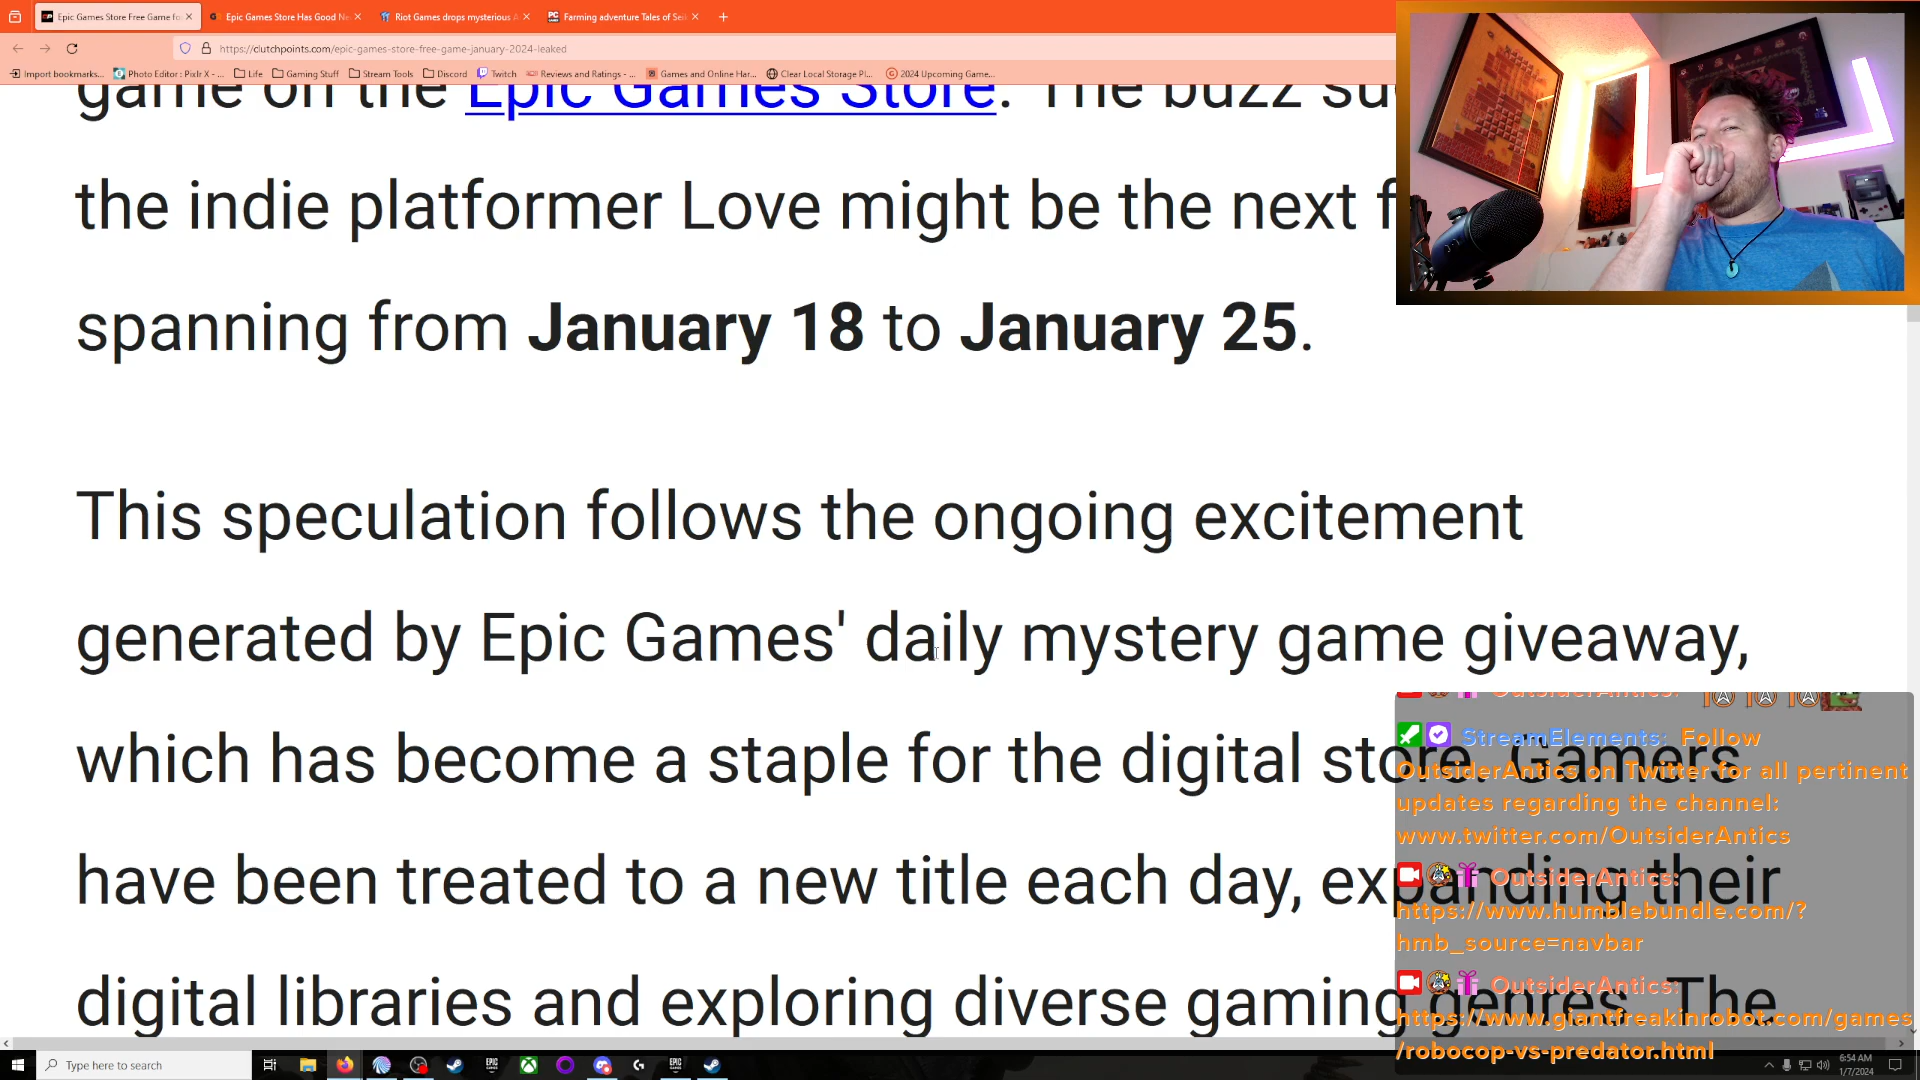 Epic Games Store Free Game fo
Epic Games Store Has Good Ne
Riot Games drops mysterious
Farming adventure Tales of Sei
https://clutchpoints.com/epic-games-store-free-game-january-2024-leaked
Import bookmarks... Photo Editor : Pixlr X - ... Life Gaming Stuff Stream Tools Discord Twitch Reviews and Ratings - ... Games and Online Har... Clear Local Storage Pl... 2024 Upcoming Game...
game on the Epic Games Store. The buzz su
the indie platformer Love might be the next f
spanning from January 18 to January 25.
This speculation follows the ongoing excitement
generated by Epic Games' daily mystery game giveaway,
which has become a staple for the digital store. Gamers
have been treated to a new title each day, expanding their
digital libraries and exploring diverse gaming genres. The
OutsiderAntics:
StreamElements: Follow
OutsiderAntics on Twitter for all pertinent
updates regarding the channel:
www.twitter.com/OutsiderAntics
OutsiderAntics:
https://www.humblebundle.com/?
hmb_source=navbar
OutsiderAntics:
https://www.giantfreakinrobot.com/games
/robocop-vs-predator.html
Type here to search
6:54 AM
1/7/2024